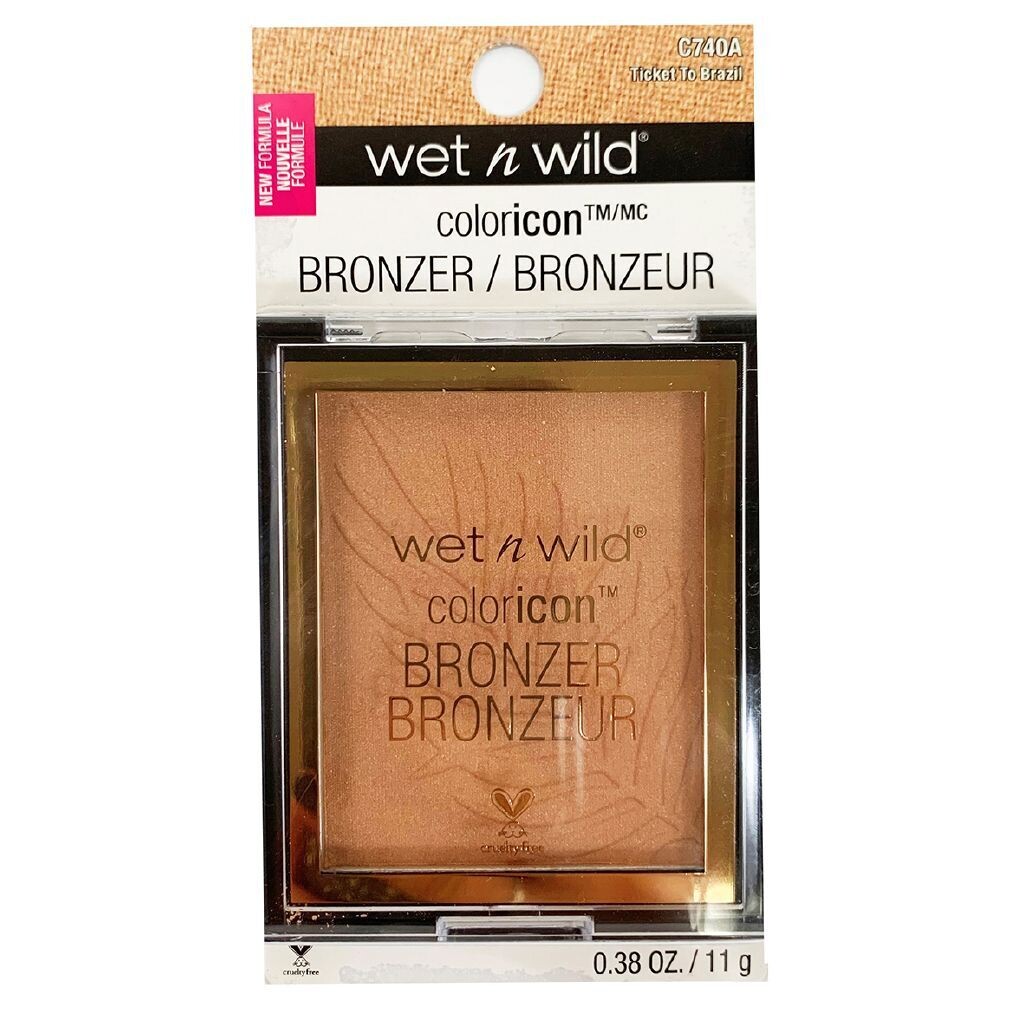 C740A
Ticket To Brazil
NEW FORMULA
NOUVELLE
FORMULE
wet n wild®
coloricon™/MC
BRONZER / BRONZEUR
wet n wild®
coloricon™
BRONZER
BRONZEUR
crueltyfree
crueltyfree
0.38 OZ. / 11 g